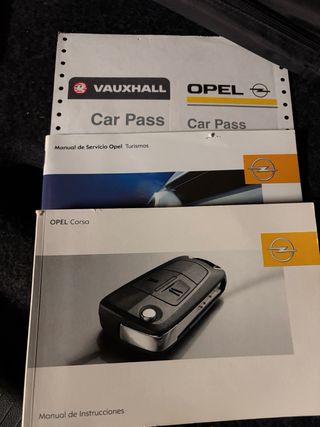 VAUXHALL
OPEL
Car Pass
Car Pass
Manual de Servicio Opel Turismos
OPEL Corsa
Manual de Instrucciones